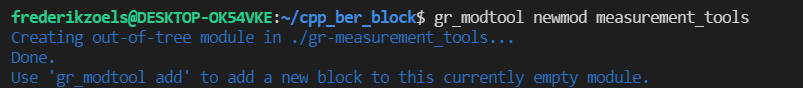 frederikzoels@DESKTOP-OK54VKE:~/cpp_ber_block$ gr_modtool newmod measurement_tools
Creating out-of-tree module in ./gr-measurement_tools...
Done.
Use 'gr_modtool add' to add a new block to this currently empty module.